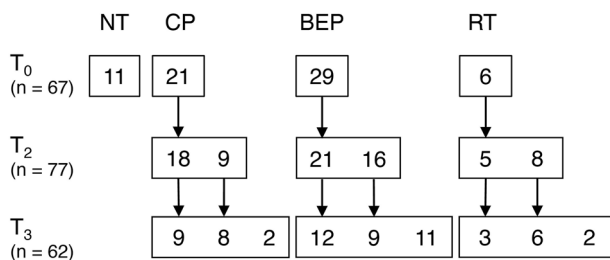 NT CP BEP RT
T₀ 11 21 29 6
(n = 67)
T₂ 18 9 21 16 5 8
(n = 77)
T₃ 9 8 2 12 9 11 3 6 2
(n = 62)